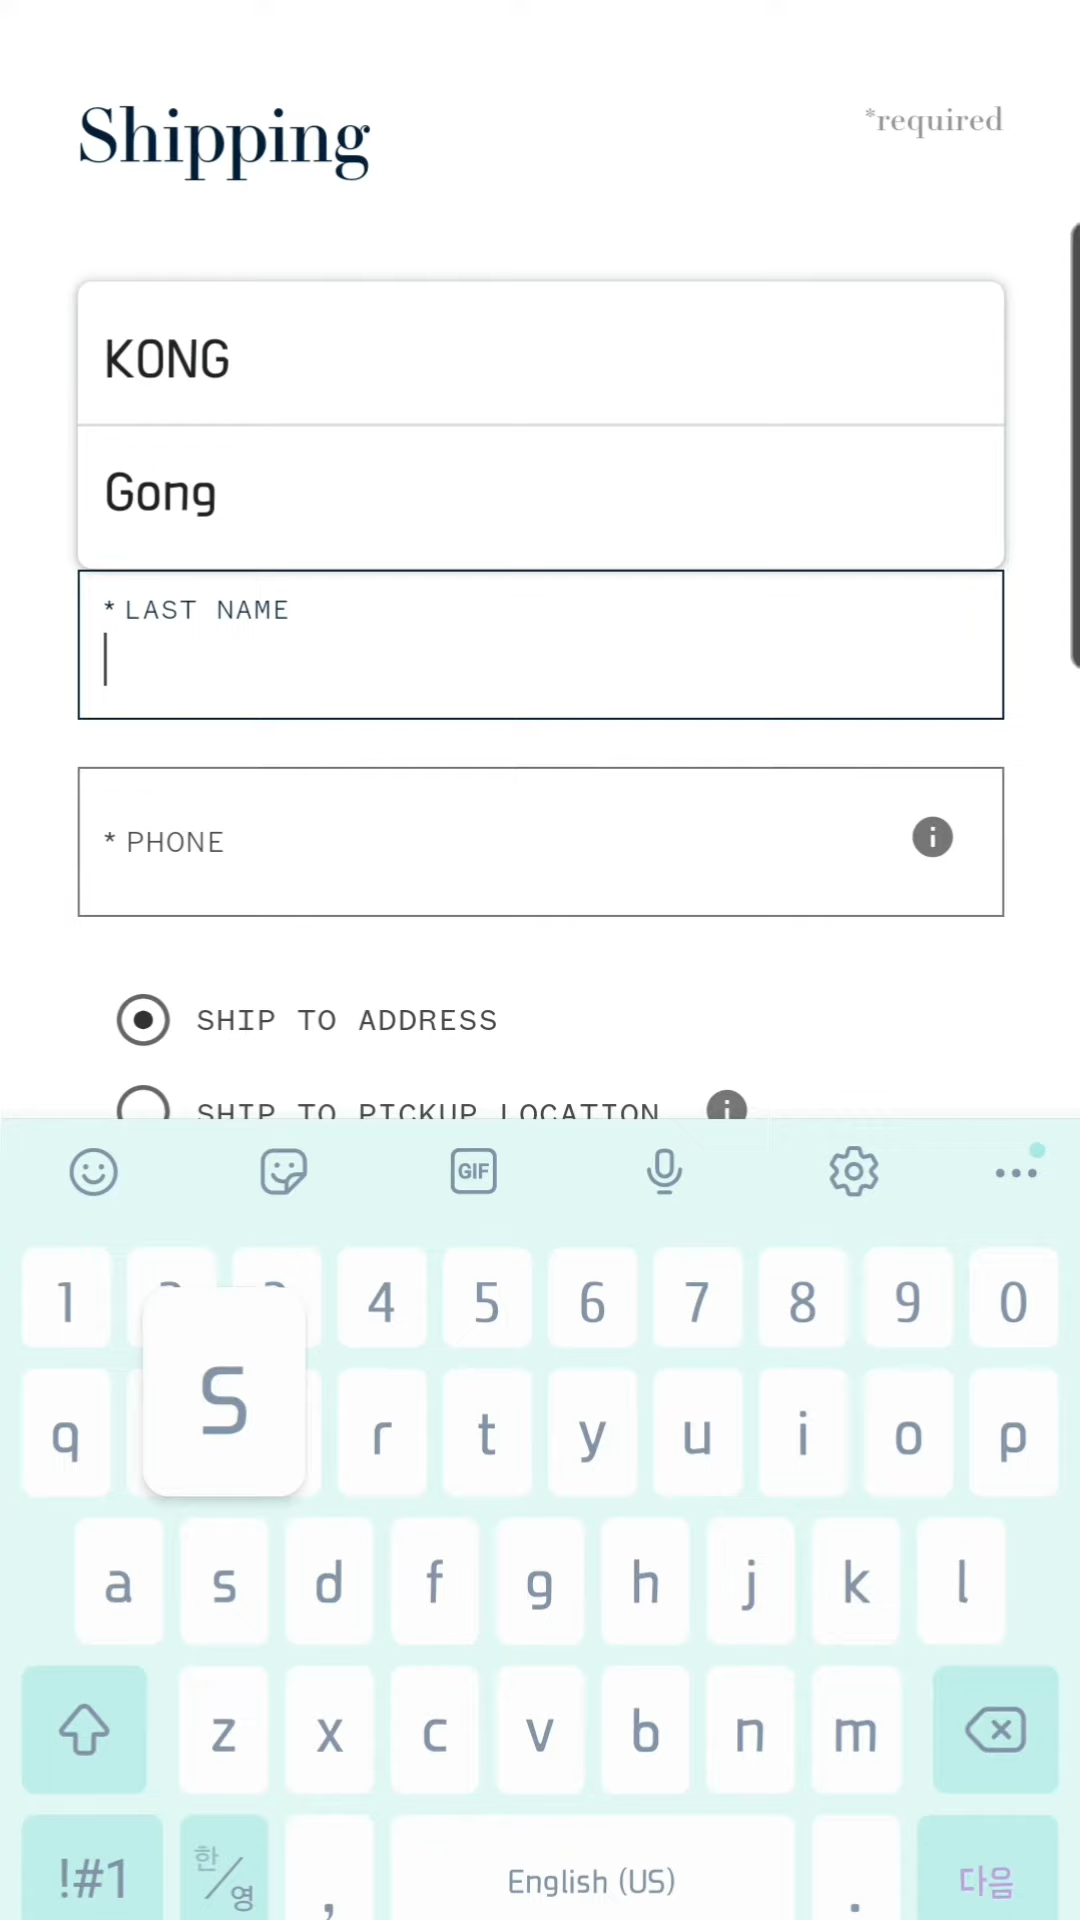 Shipping
*required
KONG
Gong
* LAST NAME
* PHONE
SHIP TO ADDRESS
SHIP TO PICKUP LOCATION
GIF
1 4 5 6 7 8 9 0
S
q r t y u i o p
a s d f g h j k l
z x c v b n m
!#1 한/영 , English (US) . 다음